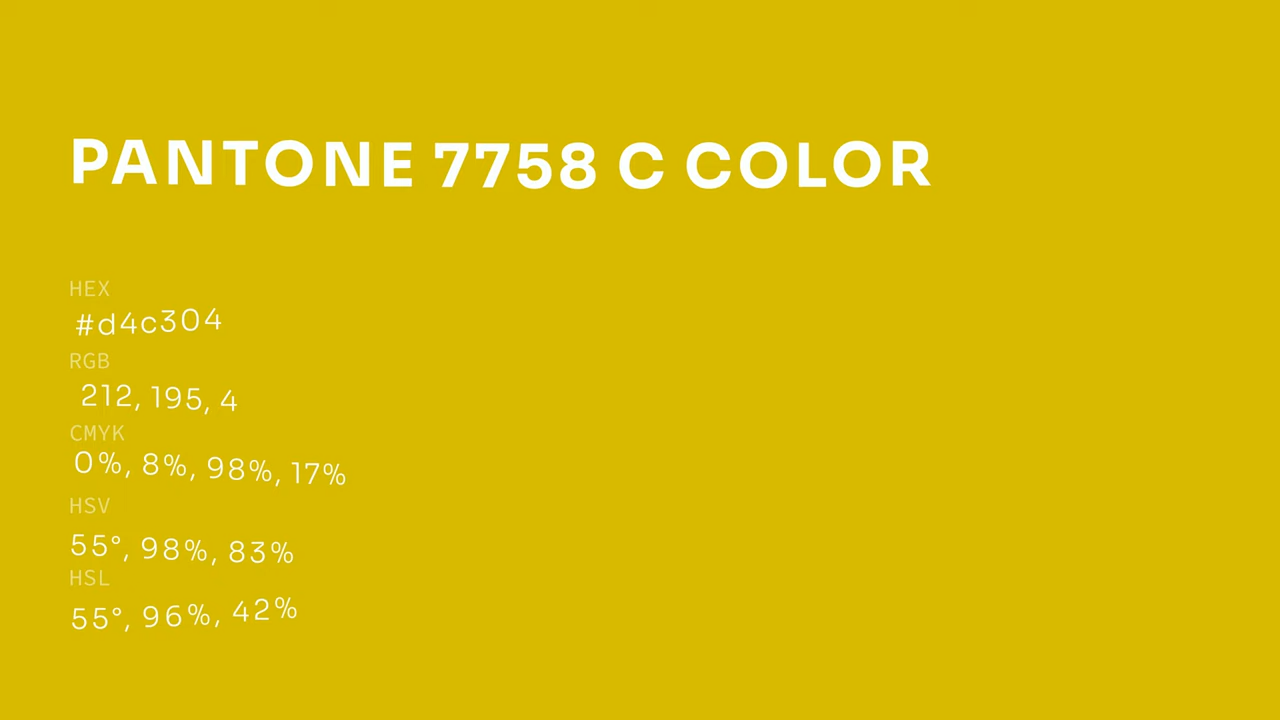 PANTONE 7758 C COLOR
HEX
#d4c304
RGB
212, 195, 4
CMYK
0%, 8%, 98%, 17%
HSV
55°, 98%, 83%
HSL
55°, 96%, 42%